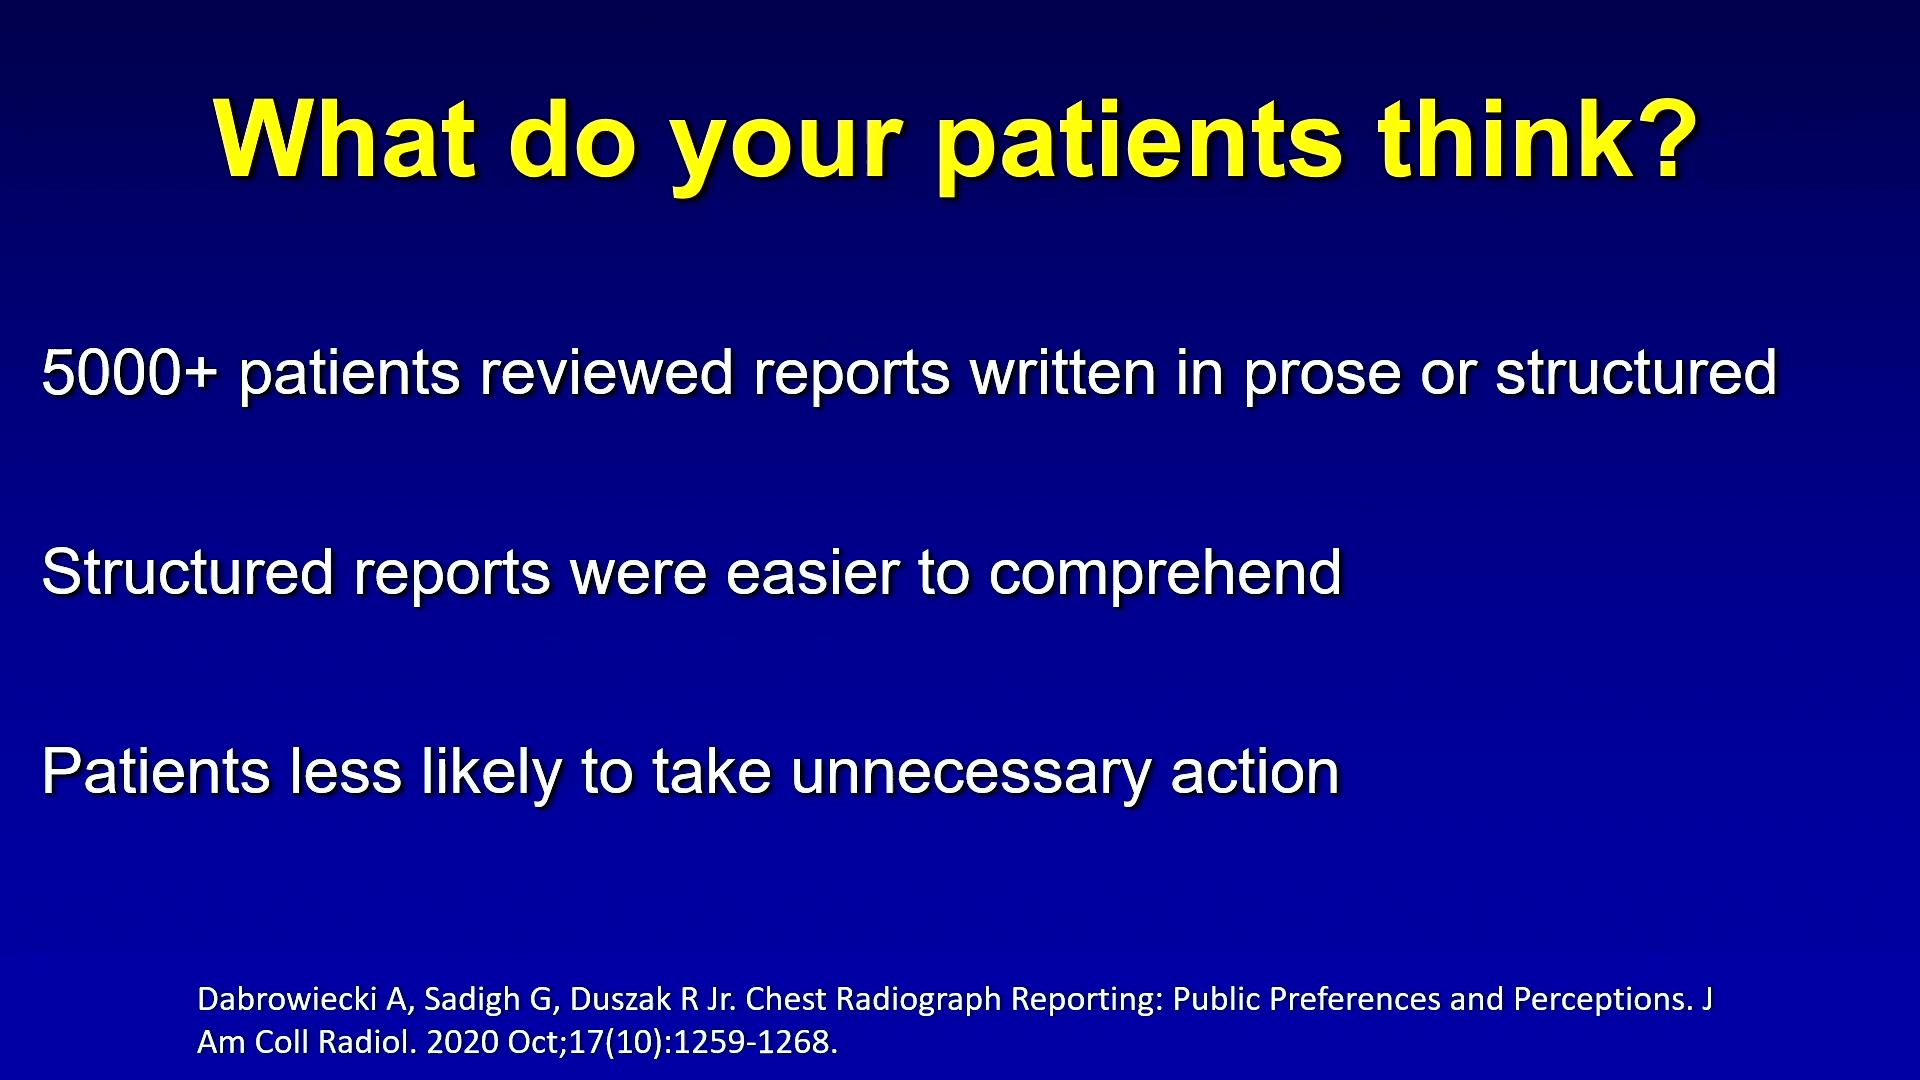 What do your patients think?
5000+ patients reviewed reports written in prose or structured
Structured reports were easier to comprehend
Patients less likely to take unnecessary action
Dabrowiecki A, Sadigh G, Duszak R Jr. Chest Radiograph Reporting: Public Preferences and Perceptions. J
Am Coll Radiol. 2020 Oct;17(10):1259-1268.